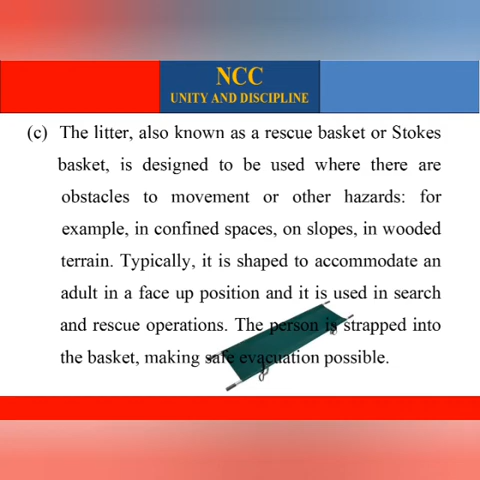 NCC
UNITY AND DISCIPLINE
(c) The litter, also known as a rescue basket or Stokes
basket, is designed to be used where there are
obstacles to movement or other hazards: for
example, in confined spaces, on slopes, in wooded
terrain. Typically, it is shaped to accommodate an
adult in a face up position and it is used in search
and rescue operations. The person is strapped into
the basket, making safe evacuation possible.